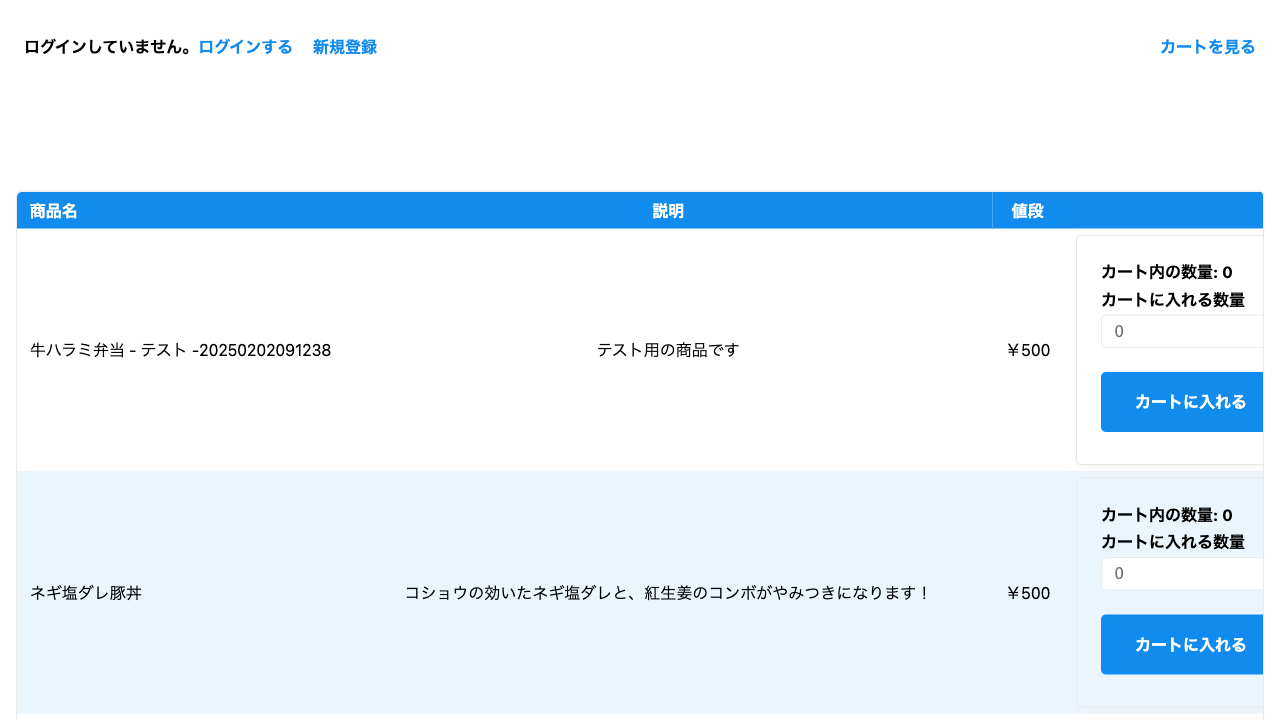 ログインしていません。ログインする 新規登録 カートを見る
商品名 説明 値段
カート内の数量: 0
カートに入れる数量
0
牛ハラミ弁当 - テスト -20250202091238 テスト用の商品です ￥500
カートに入れる
カート内の数量: 0
カートに入れる数量
0
ネギ塩ダレ豚丼 コショウの効いたネギ塩ダレと、紅生姜のコンボがやみつきになります！ ￥500
カートに入れる